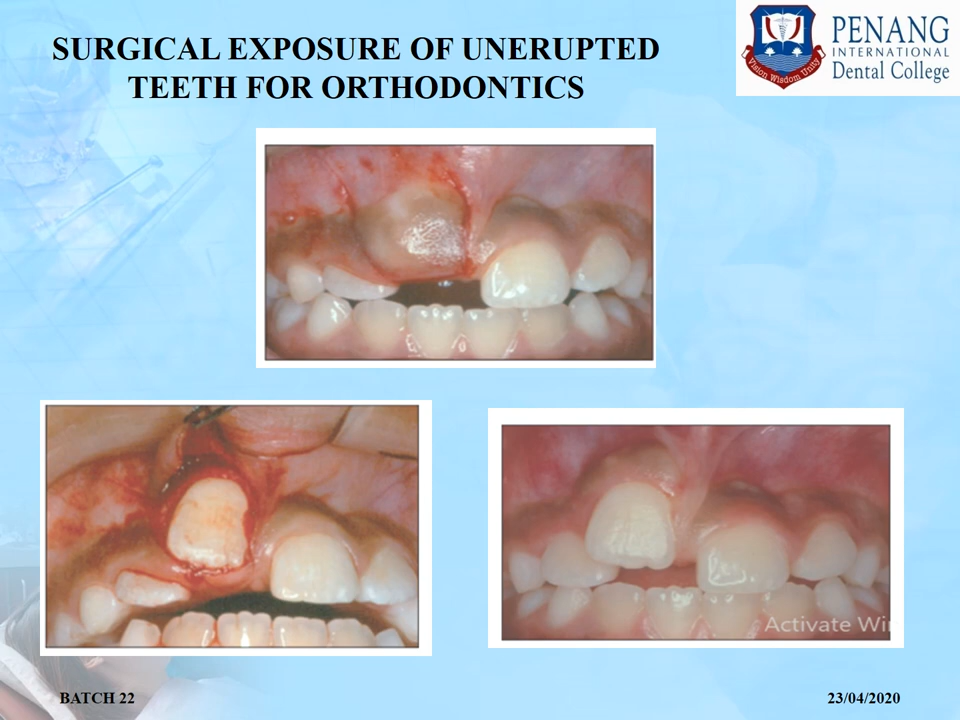 SURGICAL EXPOSURE OF UNERUPTED
TEETH FOR ORTHODONTICS
PENANG
INTERNATIONAL
Dental College
Vision Wisdom Unity
Activate Win
BATCH 22
23/04/2020